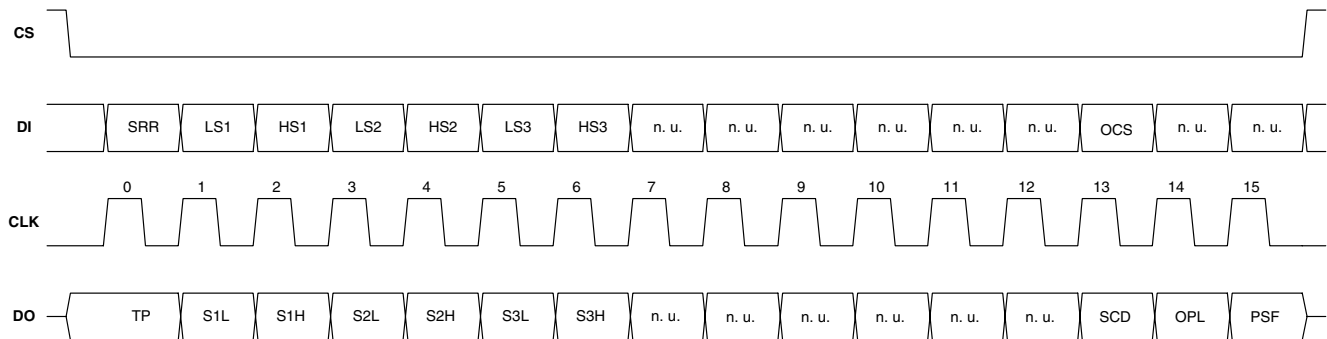 CS
DI SRR LS1 HS1 LS2 HS2 LS3 HS3 n. u. n. u. n. u. n. u. n. u. n. u. OCS n. u. n. u.
0 1 2 3 4 5 6 7 8 9 10 11 12 13 14 15
CLK
DO TP S1L S1H S2L S2H S3L S3H n. u. n. u. n. u. n. u. n. u. n. u. SCD OPL PSF